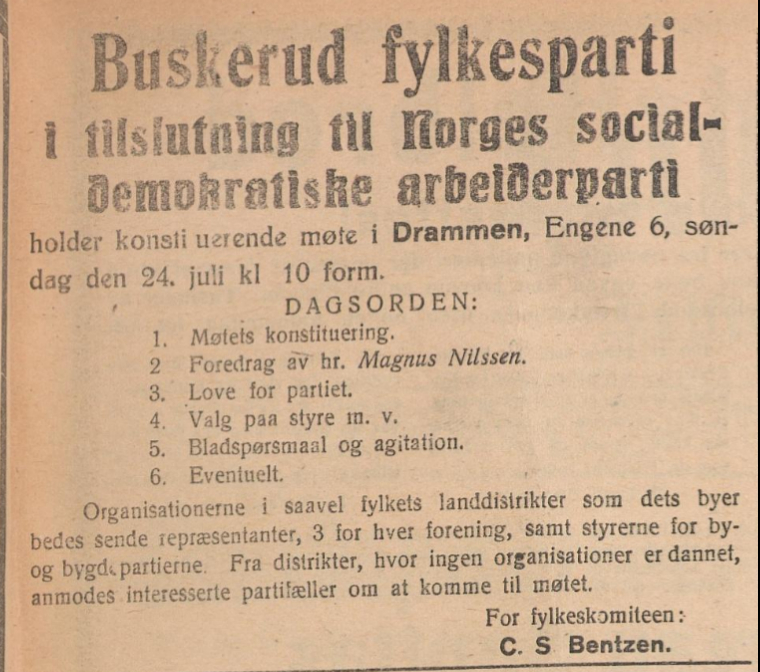 Buskerud fylkesparti
i tilslutning til Norges social-
demokratiske arbeiderparti
holder konstituerende møte i Drammen, Engene 6, søn-
dag den 24. juli kl 10 form.
DAGSORDEN:
1. Møtets konstituering.
2 Foredrag av hr. Magnus Nilssen.
3. Love for partiet.
4. Valg paa styre m. v.
5. Bladspørsmaal og agitation.
6. Eventuelt.
Organisationerne i saavel fylkets landdistrikter som dets byer
bedes sende repræsentanter, 3 for hver forening, samt styrerne for by-
og bygdepartierne. Fra distrikter, hvor ingen organisationer er dannet,
anmodes interesserte partifæller om at komme til møtet.
For fylkeskomiteen:
C. S Bentzen.